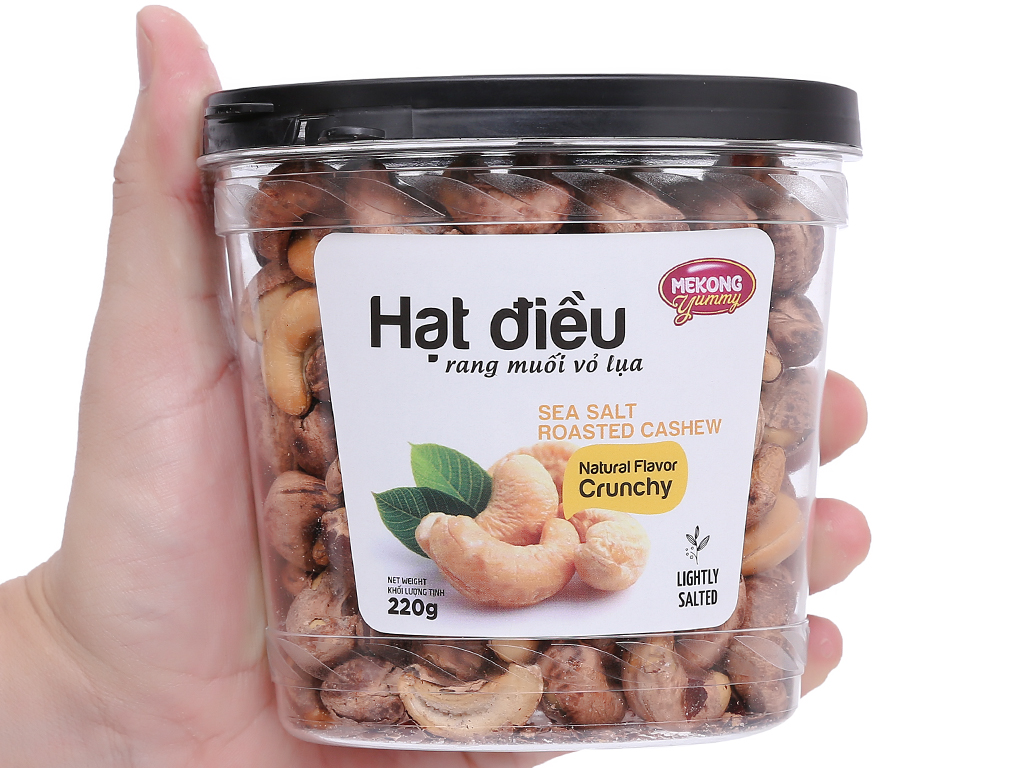 MEKONG
Yummy
Hạt điều
rang muối vỏ lụa
SEA SALT
ROASTED CASHEW
Natural Flavor
Crunchy
NET WEIGHT
KHỐI LƯỢNG TỊNH
220g
LIGHTLY
SALTED